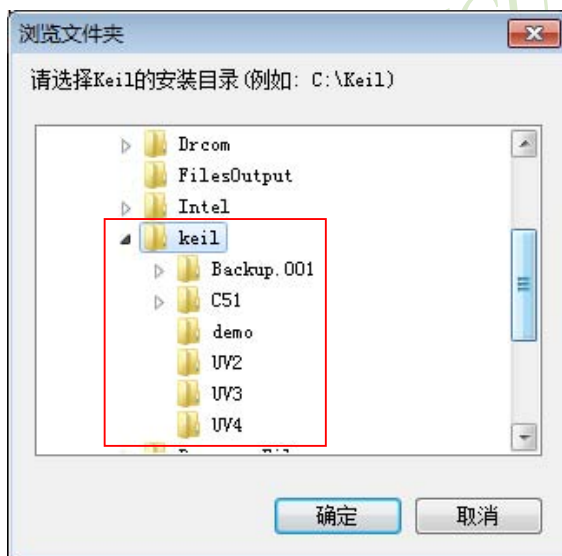 浏览文件夹
请选择Keil的安装目录(例如: C:\Keil)
Drcom
FilesOutput
Intel
keil
Backup.001
C51
demo
UV2
UV3
UV4
确定 取消